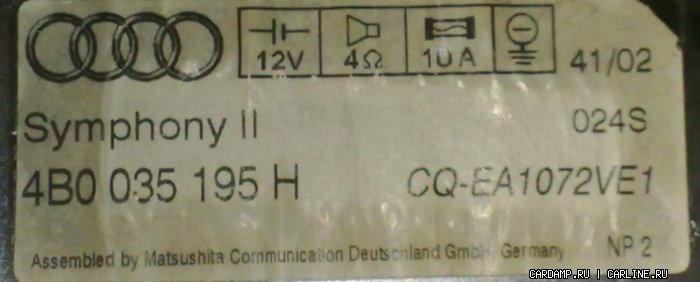 12V 4Ω 10A 41/02
Symphony II 024S
4B0 035 195 H CQ-EA1072VE1
Assembled by Matsushita Communication Deutschland GmbH, Germany NP 2
CARDAMP.RU | CARLINE.RU